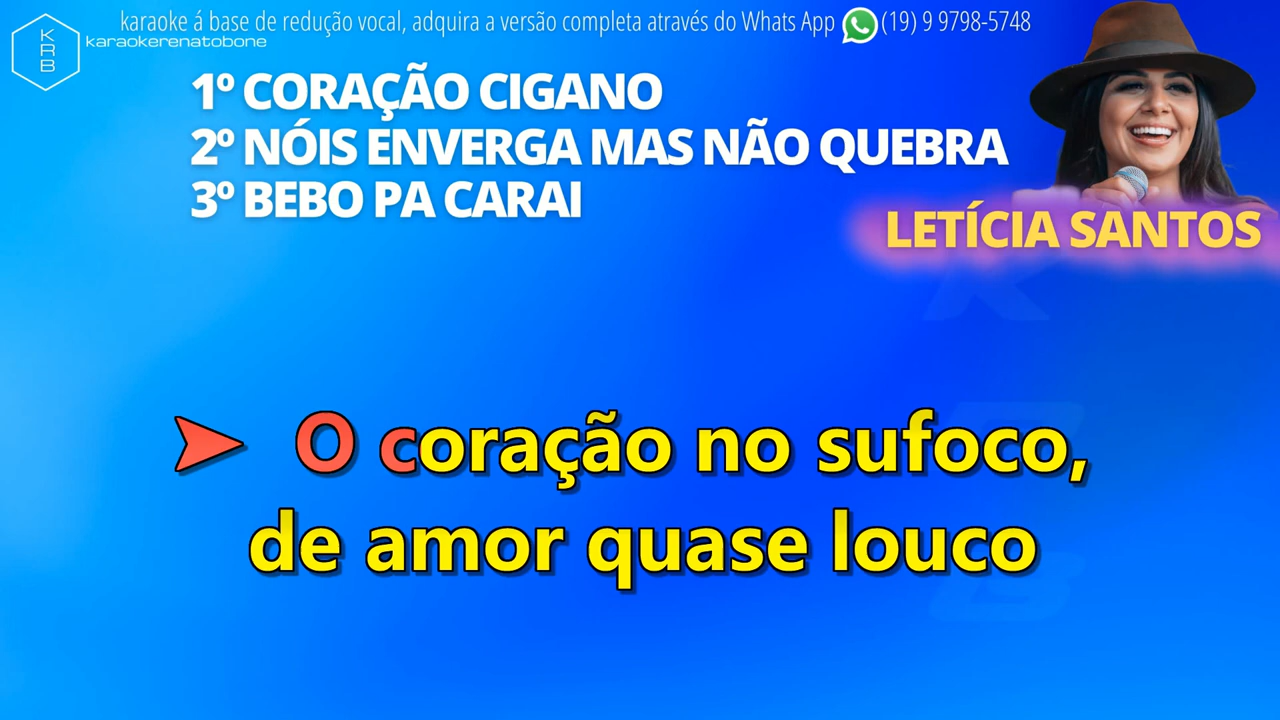 karaoke á base de redução vocal, adquira a versão completa através do Whats App (19) 9 9798-5748
KRB
karaokerenatobone
1º CORAÇÃO CIGANO
2º NÓIS ENVERGA MAS NÃO QUEBRA
3º BEBO PA CARAI
LETÍCIA SANTOS
O coração no sufoco,
de amor quase louco